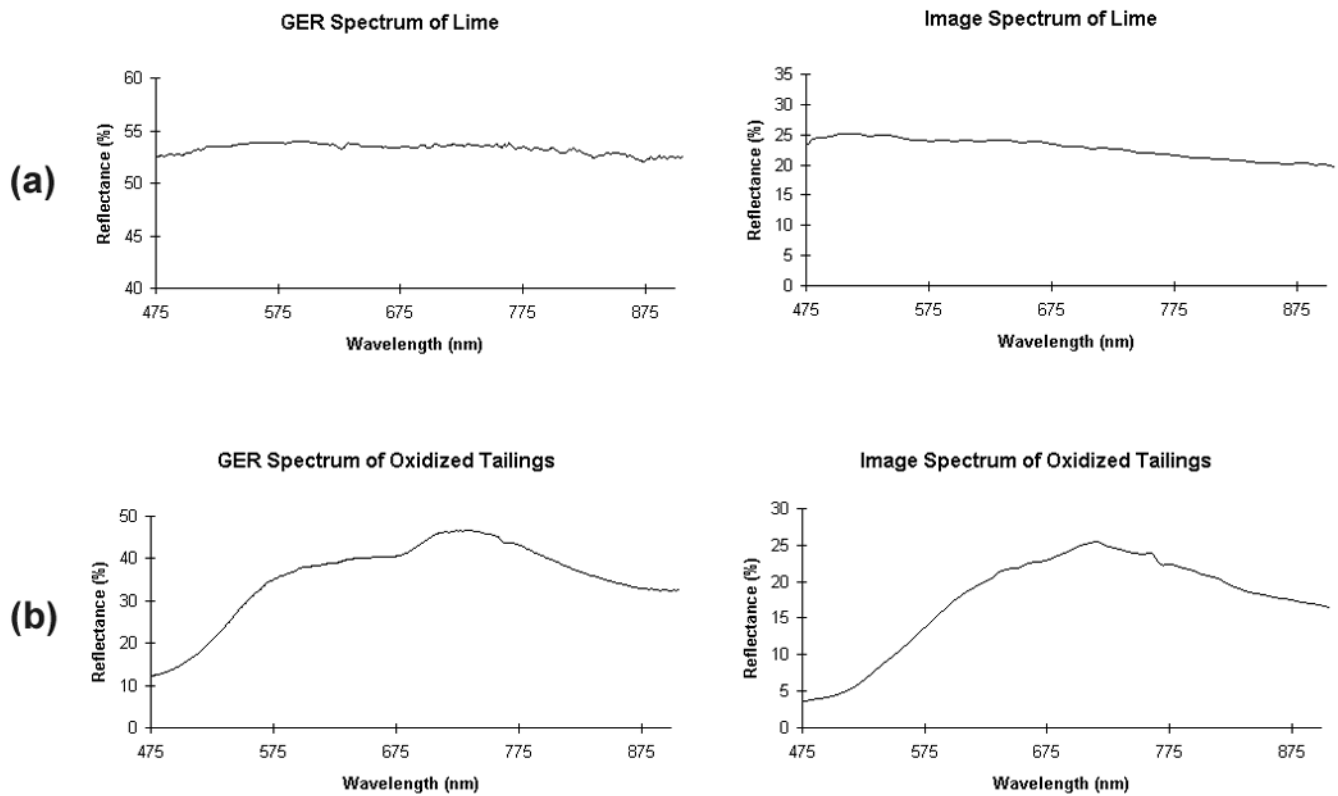 (a)
GER Spectrum of Lime
Reflectance (%)
60
55
50
45
40
475 575 675 775 875
Wavelength (nm)
Image Spectrum of Lime
Reflectance (%)
35
30
25
20
15
10
5
0
475 575 675 775 875
Wavelength (nm)
(b)
GER Spectrum of Oxidized Tailings
Reflectance (%)
50
40
30
20
10
0
475 575 675 775 875
Wavelength (nm)
Image Spectrum of Oxidized Tailings
Reflectance (%)
30
25
20
15
10
5
0
475 575 675 775 875
Wavelength (nm)